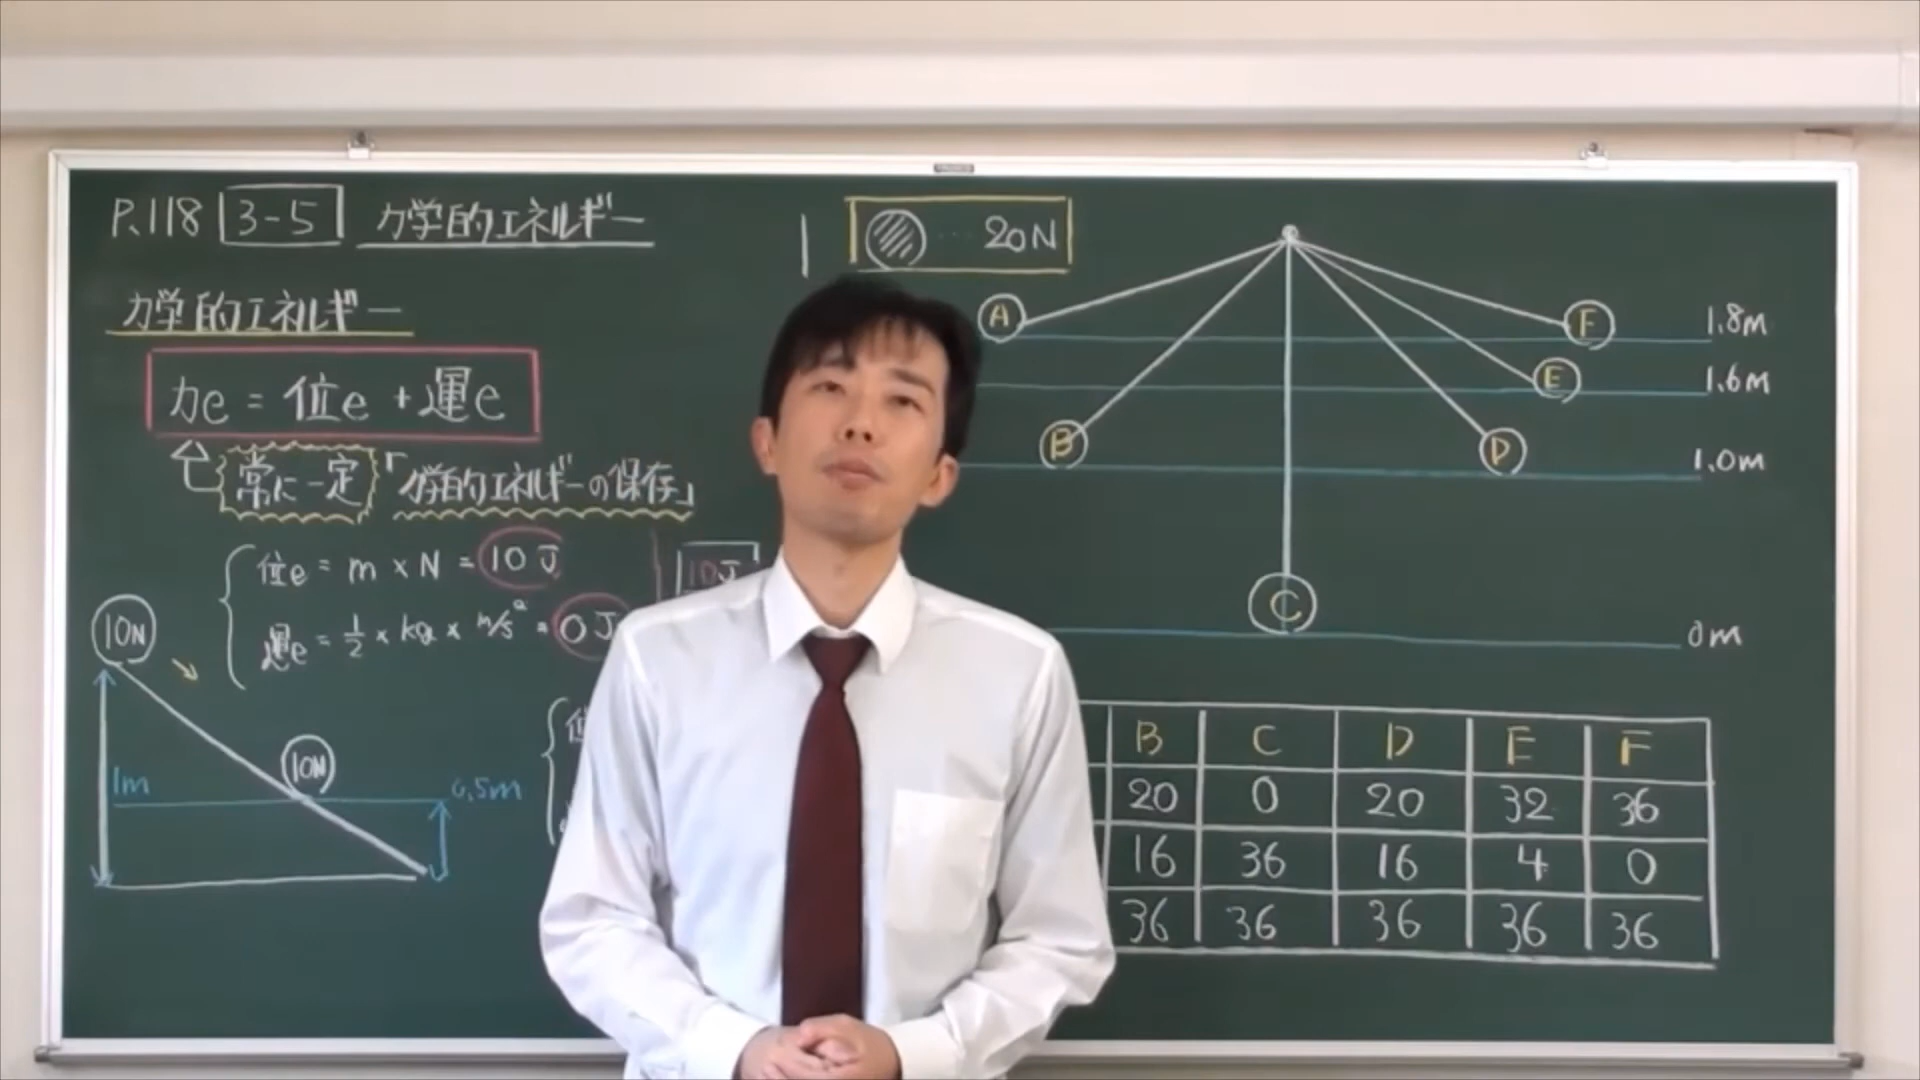 P.118 3-5 力学的エネルギー
力学的エネルギー
力e = 位e + 運e
常に一定「力学的エネルギーの保存」
位e = m × N = 10J
運e = 1/2 × kg × m/s² = 0J
10J
10N
10N
1m
0.5m
20N
A
B
C
D
E
F
1.8m
1.6m
1.0m
0m
B C D E F
20 0 20 32 36
16 36 16 4 0
36 36 36 36 36